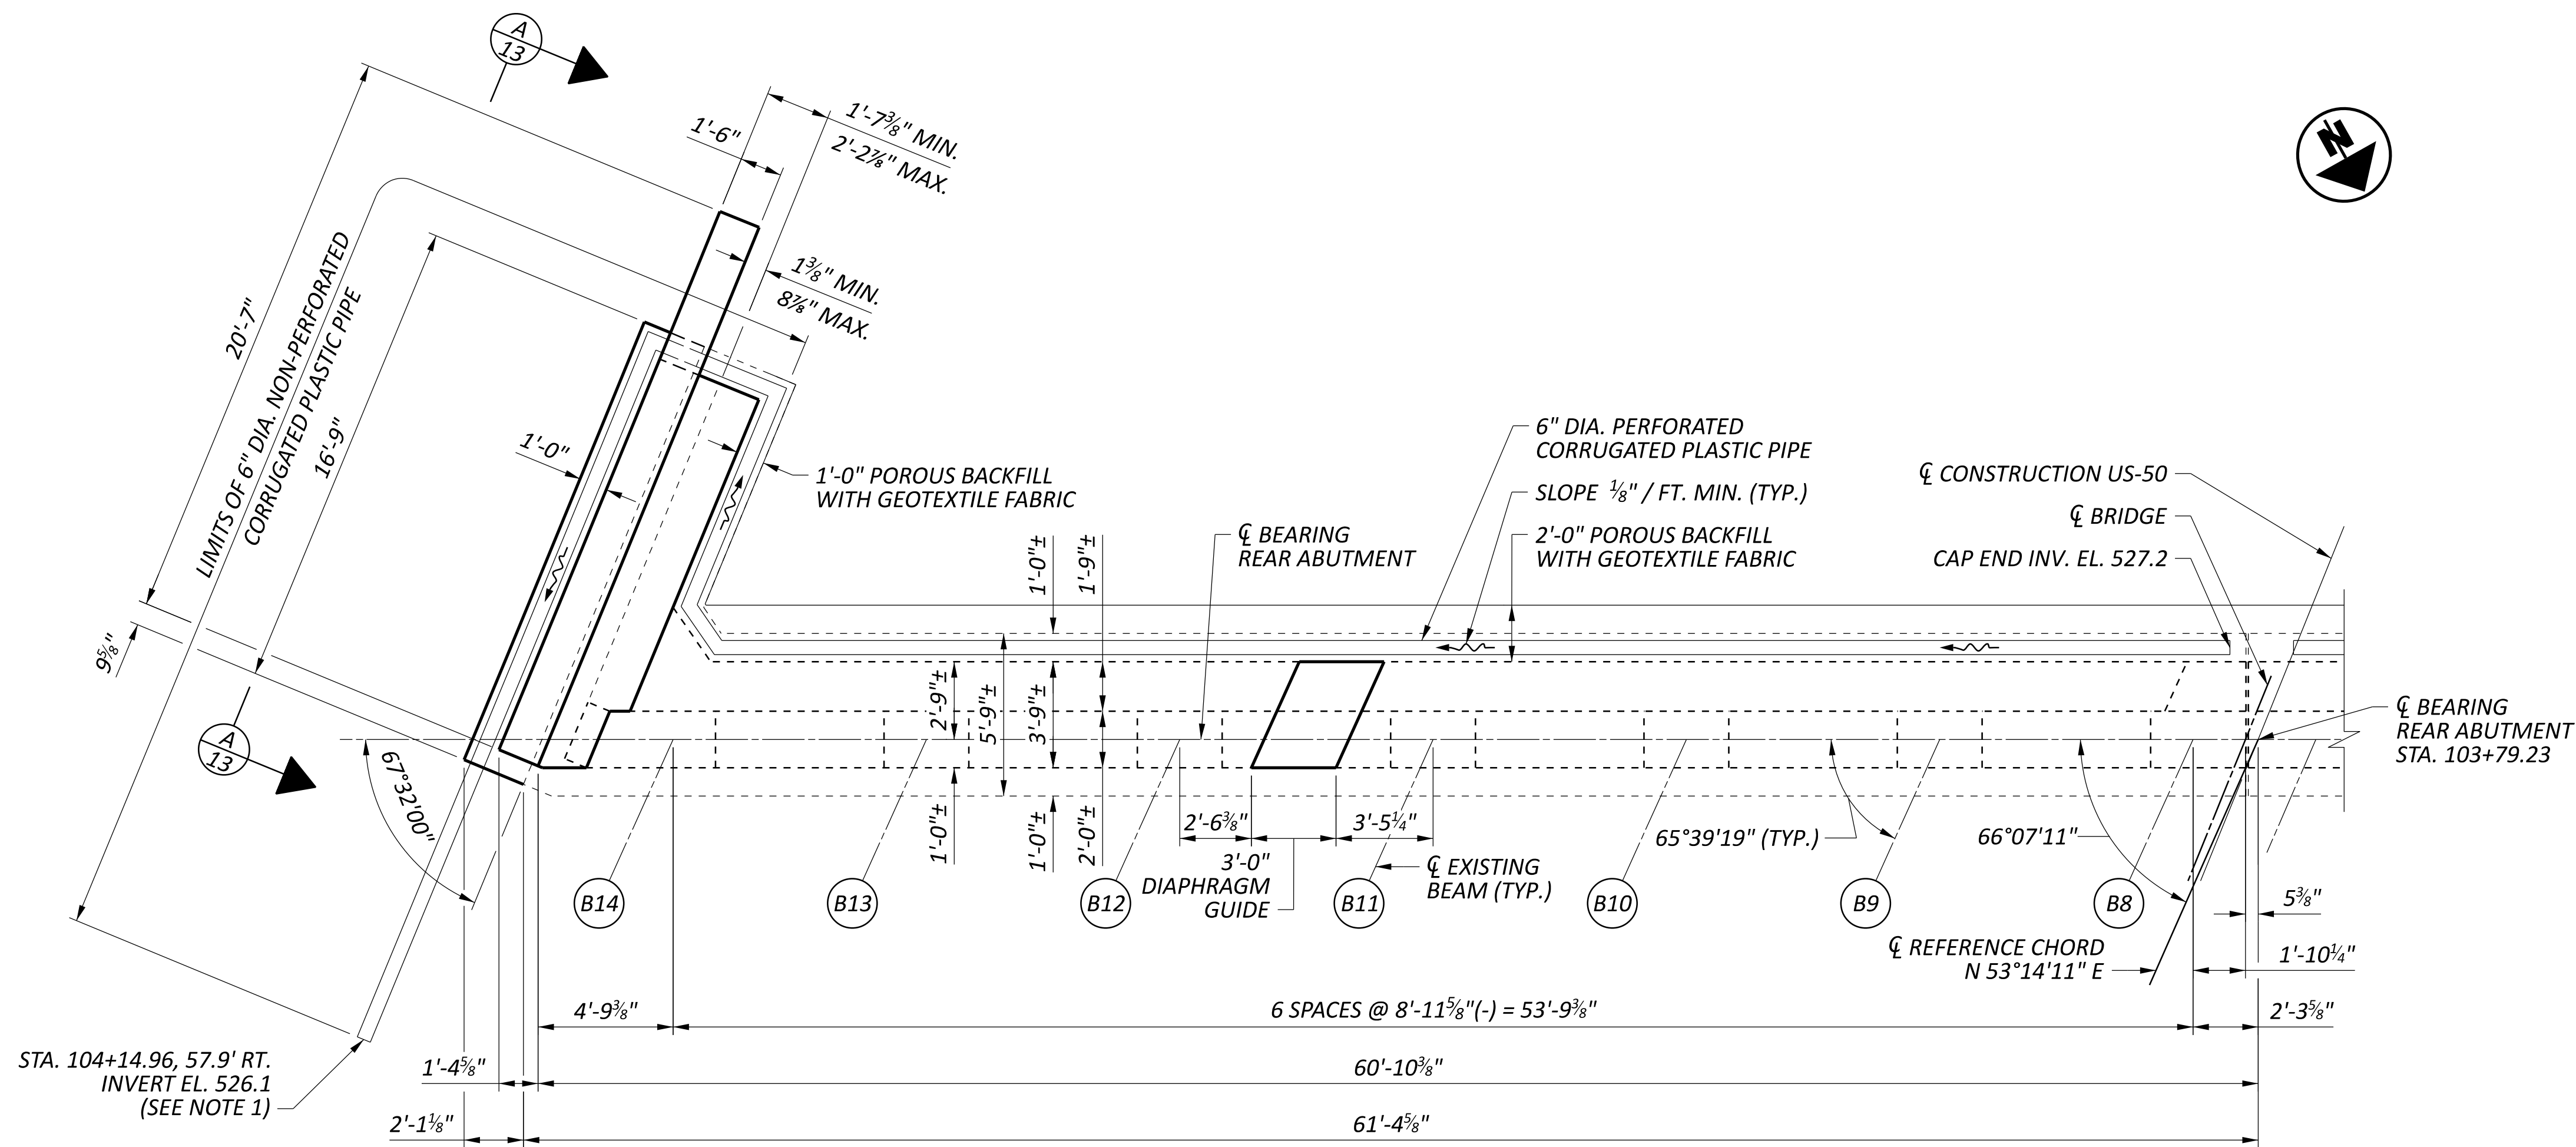 A
13
1'-7⅜" MIN.
2'-2⅞" MAX.
1'-6"
N
1⅜" MIN.
8⅞" MAX.
20'-7"
LIMITS OF 6" DIA. NON-PERFORATED
CORRUGATED PLASTIC PIPE
16'-9"
1'-0"
9⅝"
1'-0" POROUS BACKFILL
WITH GEOTEXTILE FABRIC
6" DIA. PERFORATED
CORRUGATED PLASTIC PIPE
SLOPE ⅛" / FT. MIN. (TYP.)
2'-0" POROUS BACKFILL
WITH GEOTEXTILE FABRIC
℄ BEARING
REAR ABUTMENT
℄ CONSTRUCTION US-50
℄ BRIDGE
CAP END INV. EL. 527.2
1'-0"±
1'-9"±
2'-9"±
5'-9"±
3'-9"±
1'-0"±
1'-0"±
2'-0"±
℄ BEARING
REAR ABUTMENT
STA. 103+79.23
A
13
67°32'00"
2'-6⅜"
3'-5¼"
3'-0"
DIAPHRAGM
GUIDE
℄ EXISTING
BEAM (TYP.)
65°39'19" (TYP.)
66°07'11"
B14
B13
B12
B11
B10
B9
B8
5⅜"
℄ REFERENCE CHORD
N 53°14'11" E
1'-10¼"
4'-9⅜"
6 SPACES @ 8'-11⅝"(-) = 53'-9⅜"
2'-3⅝"
STA. 104+14.96, 57.9' RT.
INVERT EL. 526.1
(SEE NOTE 1)
1'-4⅝"
60'-10⅜"
2'-1⅛"
61'-4⅝"